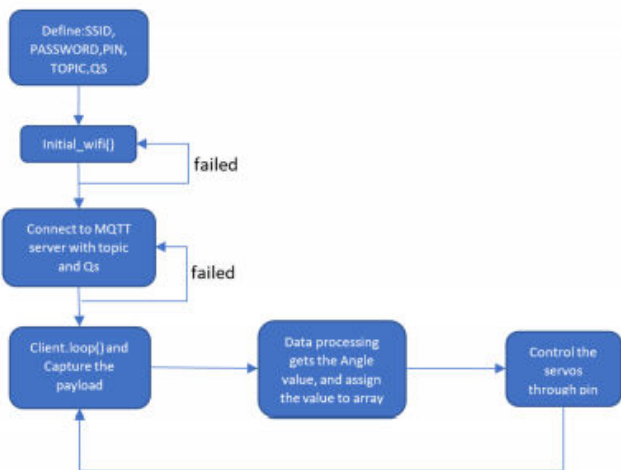 Define:SSID,
PASSWORD,PIN,
TOPIC,QS
Initial_wifi()
failed
Connect to MQTT
server with topic
and Qs
failed
Client.loop() and
Capture the
payload
Data processing
gets the Angle
value, and assign
the value to array
Control the
servos
through pin